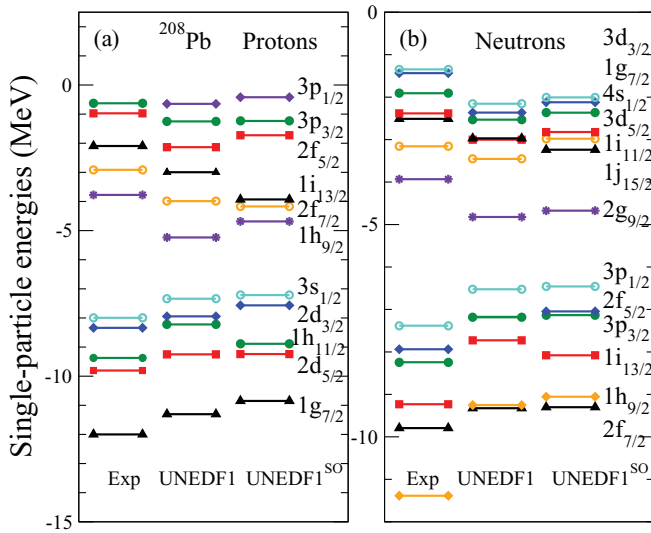 Single-particle energies (MeV)
0
-5
-10
-15
(a) ²⁰⁸Pb Protons
3p₁/₂
3p₃/₂
2f₅/₂
1i₁₃/₂
2f₇/₂
1h₉/₂
3s₁/₂
2d₃/₂
1h₁₁/₂
2d₅/₂
1g₇/₂
Exp UNEDF1 UNEDF1ˢᴼ
0
-5
-10
(b) Neutrons
3d₃/₂
1g₇/₂
4s₁/₂
3d₅/₂
1i₁₁/₂
1j₁₅/₂
2g₉/₂
3p₁/₂
2f₅/₂
3p₃/₂
1i₁₃/₂
1h₉/₂
2f₇/₂
Exp UNEDF1 UNEDF1ˢᴼ